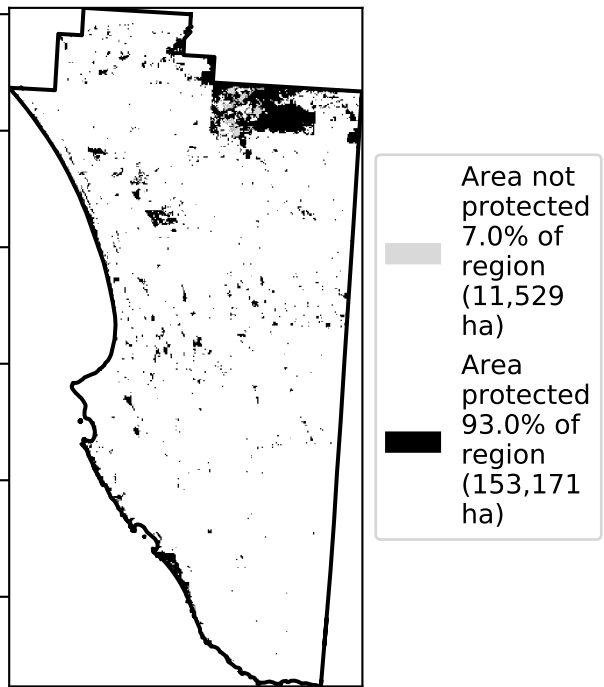 Area not
protected
7.0% of
region
(11,529
ha)
Area
protected
93.0% of
region
(153,171
ha)